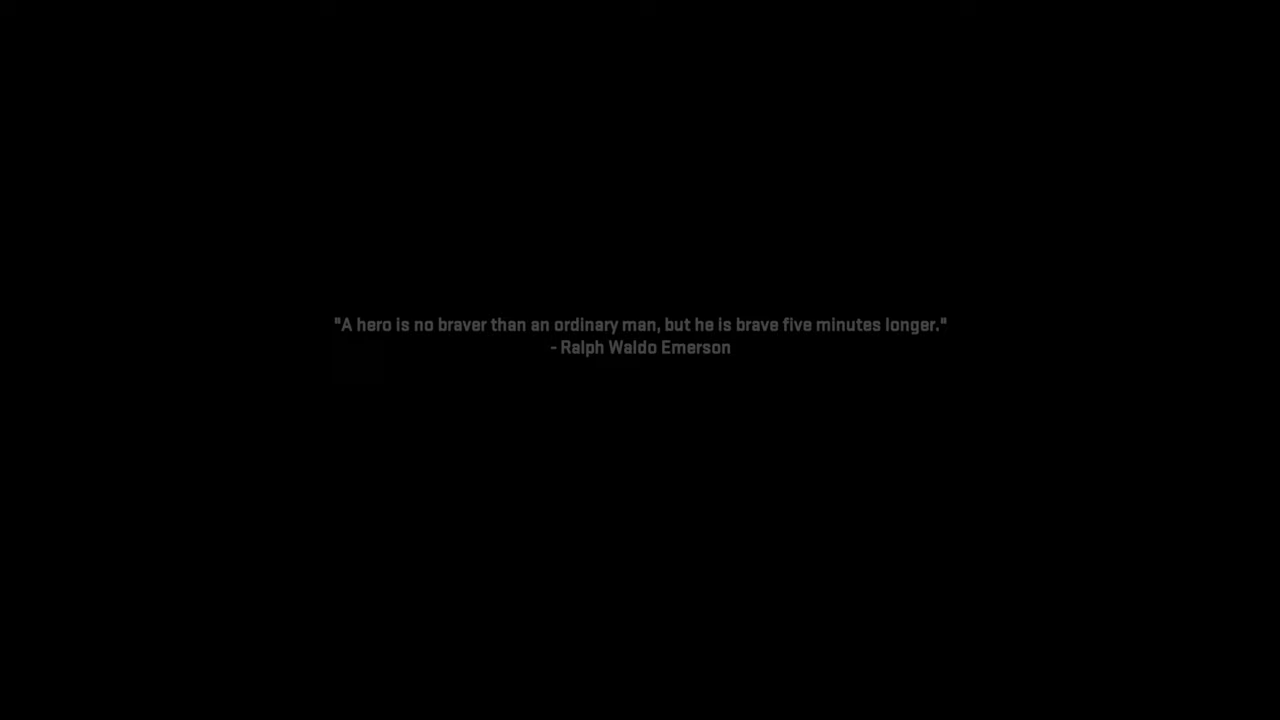 "A hero is no braver than an ordinary man, but he is brave five minutes longer."
- Ralph Waldo Emerson